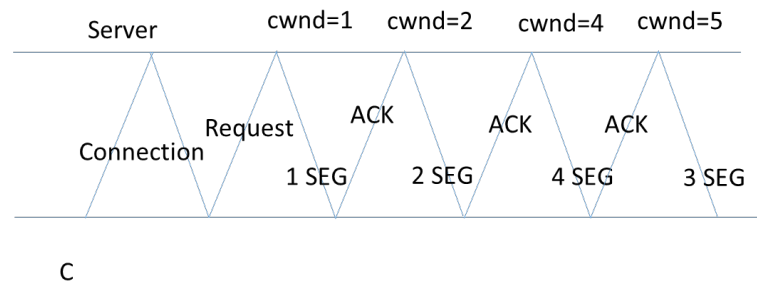 Server
cwnd=1
cwnd=2
cwnd=4
cwnd=5
Connection
Request
ACK
ACK
ACK
1 SEG
2 SEG
4 SEG
3 SEG
C